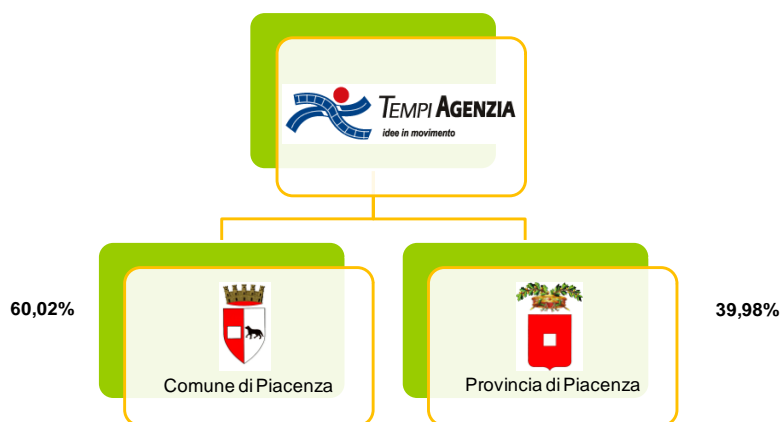 TEMPI AGENZIA
idee in movimento
60,02%
Comune di Piacenza
Provincia di Piacenza
39,98%